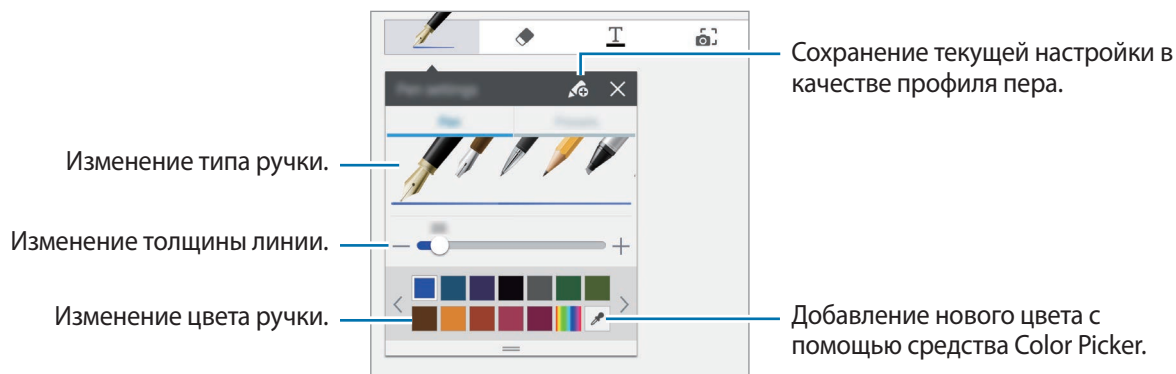 T
Сохранение текущей настройки в
качестве профиля пера.
Изменение типа ручки.
Изменение толщины линии.
Изменение цвета ручки.
Добавление нового цвета с
помощью средства Color Picker.